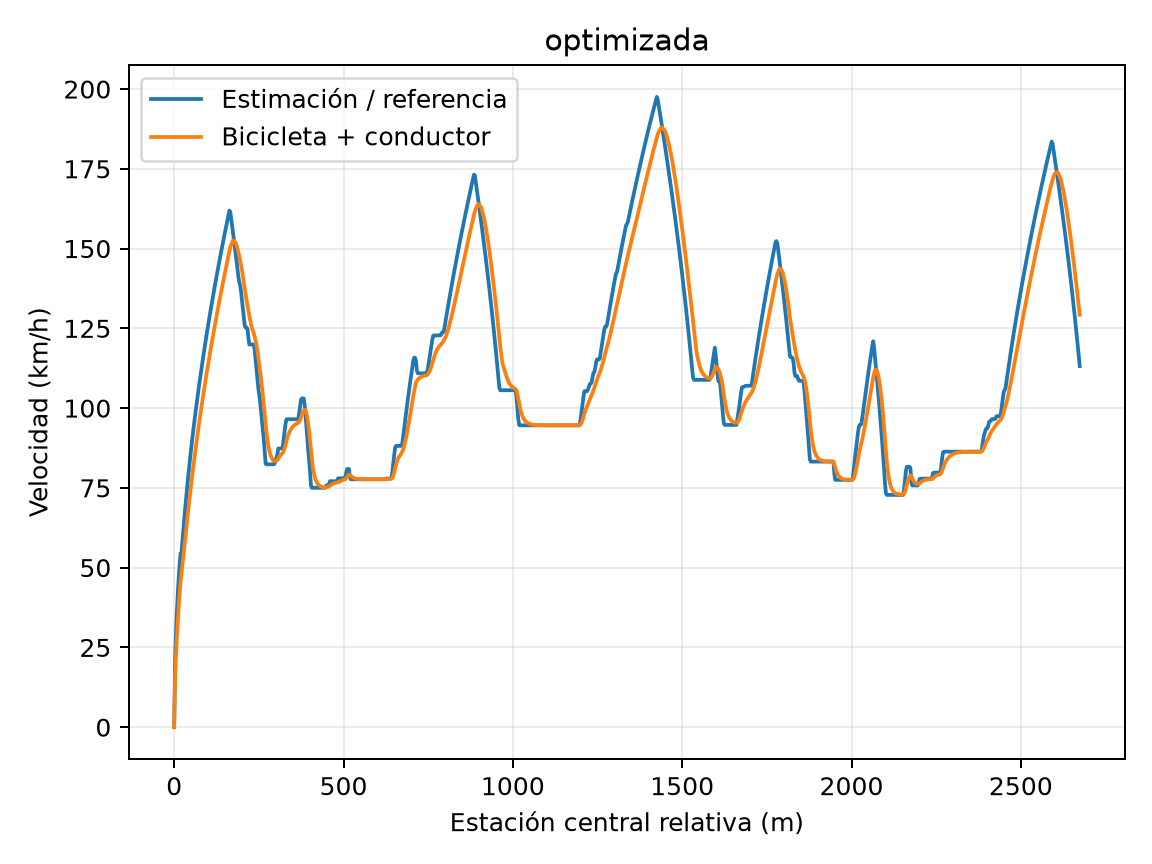 optimizada
Estimación / referencia
Bicicleta + conductor
Velocidad (km/h)
200
175
150
125
100
75
50
25
0
0 500 1000 1500 2000 2500
Estación central relativa (m)